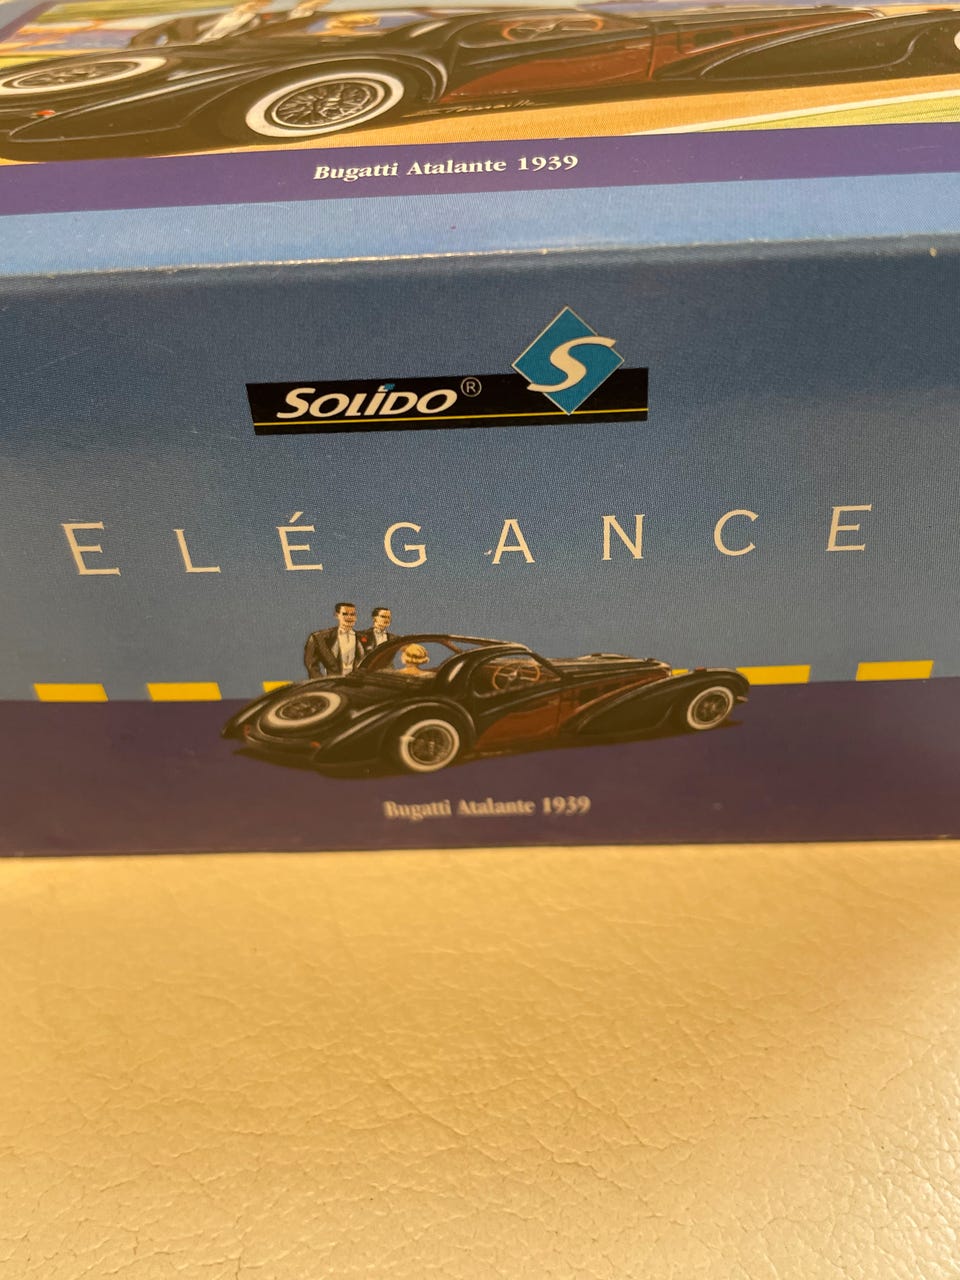 Bugatti Atalante 1939
SOLIDO® S
ELÉGANCE
Bugatti Atalante 1939